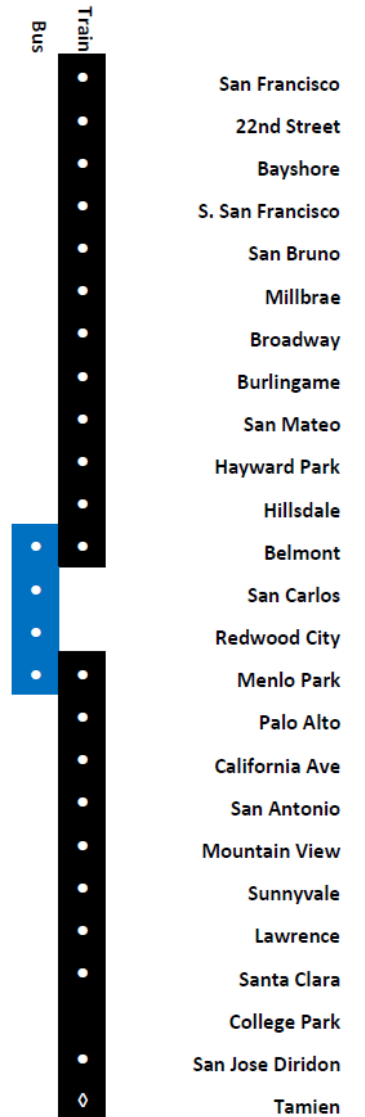 Bus
Train
San Francisco
22nd Street
Bayshore
S. San Francisco
San Bruno
Millbrae
Broadway
Burlingame
San Mateo
Hayward Park
Hillsdale
Belmont
San Carlos
Redwood City
Menlo Park
Palo Alto
California Ave
San Antonio
Mountain View
Sunnyvale
Lawrence
Santa Clara
College Park
San Jose Diridon
Tamien